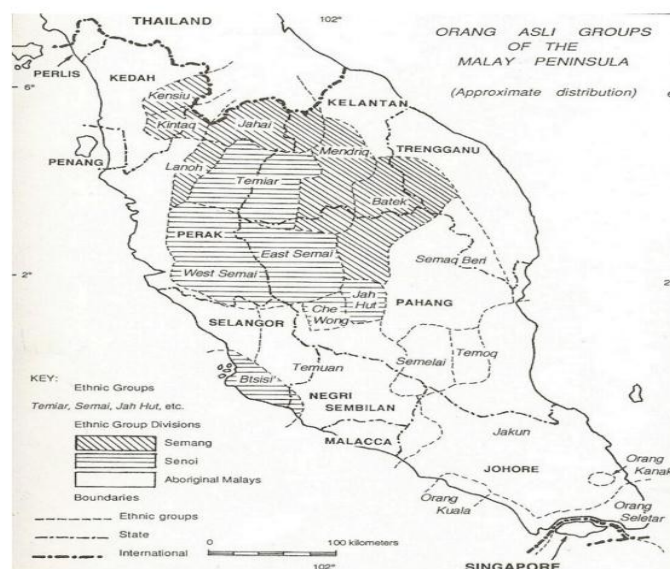 THAILAND
102°
ORANG ASLI GROUPS
OF THE
MALAY PENINSULA
(Approximate distribution)
PERLIS
KEDAH
6°
Kensiu
Kintaq
Jahai
KELANTAN
Mendriq
TRENGGANU
PENANG
Lanoh
Temiar
Batek
PERAK
East Semai
Semaq Beri
West Semai
2°
Jah
Hut
PAHANG
Che
Wong
SELANGOR
Temoq
Semelai
Temuan
Btsisi'
NEGRI
SEMBILAN
MALACCA
Jakun
JOHORE
Orang
Kanak
Orang
Kuala
Orang
Seletar
SINGAPORE
KEY:
Ethnic Groups
Temiar, Semai, Jah Hut, etc.
Ethnic Group Divisions
Semang
Senoi
Aboriginal Malays
Boundaries
Ethnic groups
State
International
0
100 kilometers
102°